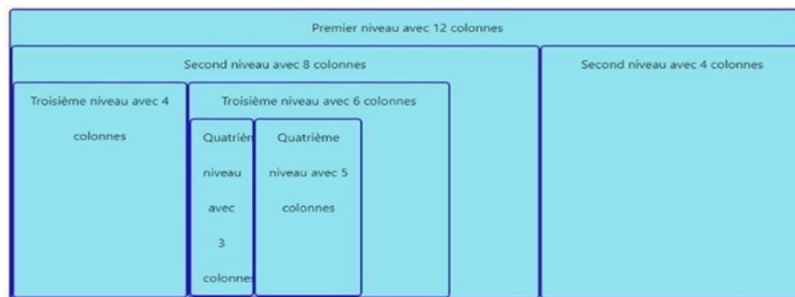 Premier niveau avec 12 colonnes
Second niveau avec 8 colonnes
Second niveau avec 4 colonnes
Troisième niveau avec 4
colonnes
Troisième niveau avec 6 colonnes
Quatrièn
niveau
avec
3
colonnes
Quatrième
niveau avec 5
colonnes